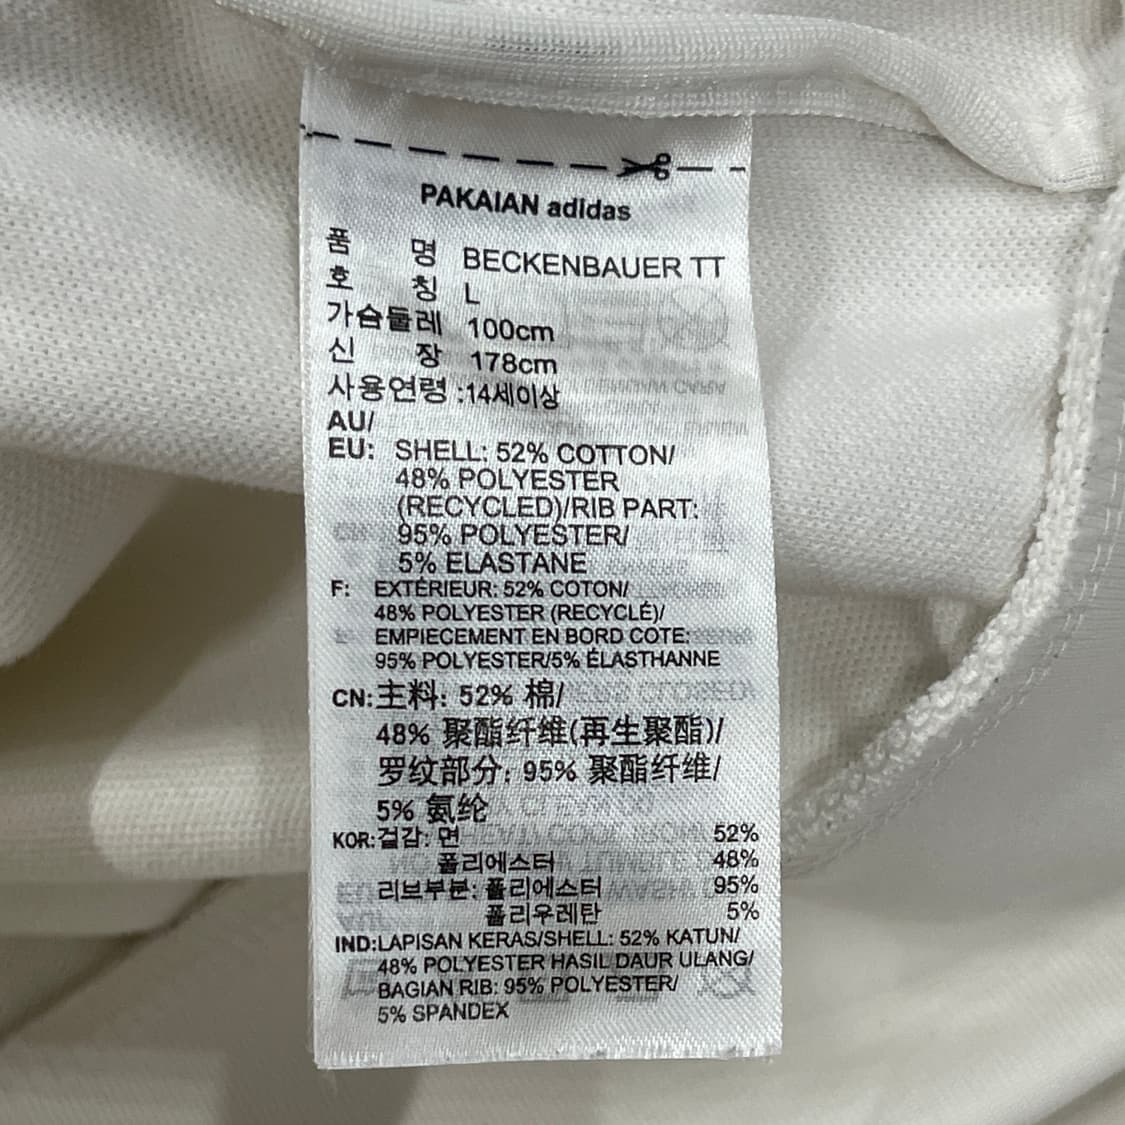 PAKAIAN adidas
품 명 BECKENBAUER TT
호 칭 L
가슴둘레 100cm
신 장 178cm
사용연령 :14세이상
AU/
EU: SHELL: 52% COTTON/
48% POLYESTER
(RECYCLED)/RIB PART:
95% POLYESTER/
5% ELASTANE
F: EXTÉRIEUR: 52% COTON/
48% POLYESTER (RECYCLÉ)/
EMPIECEMENT EN BORD COTE:
95% POLYESTER/5% ÉLASTHANNE
CN: 主料: 52% 棉/
48% 聚酯纤维(再生聚酯)/
罗纹部分: 95% 聚酯纤维/
5% 氨纶
KOR: 겉감: 면 52%
폴리에스터 48%
리브부분: 폴리에스터 95%
폴리우레탄 5%
IND: LAPISAN KERAS/SHELL: 52% KATUN/
48% POLYESTER HASIL DAUR ULANG/
BAGIAN RIB: 95% POLYESTER/
5% SPANDEX